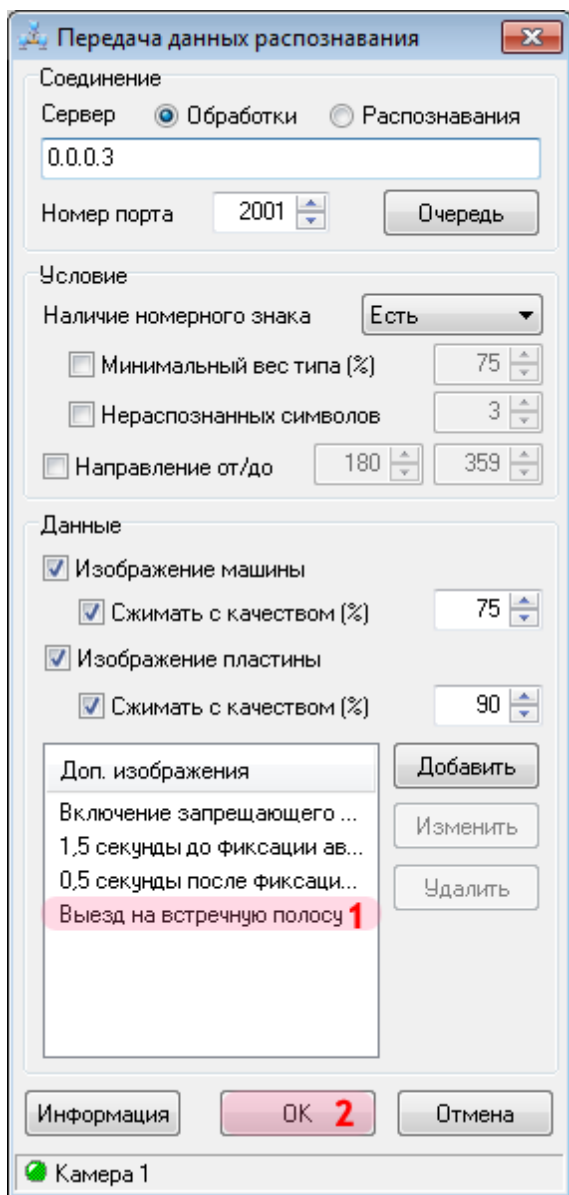 Передача данных распознавания
Соединение
Сервер Обработки Распознавания
0.0.0.3
Номер порта 2001 Очередь
Условие
Наличие номерного знака Есть
Минимальный вес типа (%) 75
Нераспознанных символов 3
Направление от/до 180 359
Данные
Изображение машины
Сжимать с качеством (%) 75
Изображение пластины
Сжимать с качеством (%) 90
Доп. изображения Добавить
Включение запрещающего ...
Изменить
1,5 секунды до фиксации ав...
0,5 секунды после фиксаци...
Удалить
Выезд на встречную полосу 1
Информация OK 2 Отмена
Камера 1